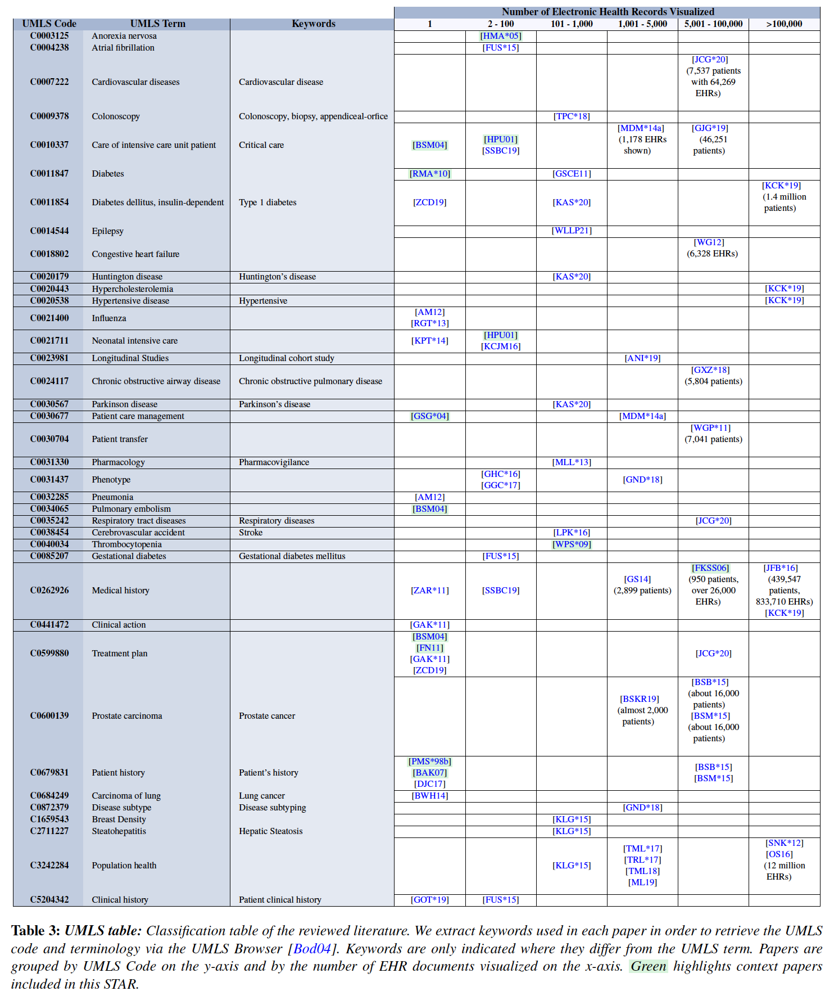 Number of Electronic Health Records Visualized
UMLS Code UMLS Term Keywords 1 2 - 100 101 - 1,000 1,001 - 5,000 5,001 - 100,000 >100,000
C0003125 Anorexia nervosa [HMA*05]
C0004238 Atrial fibrillation [FUS*15]
[JCG*20]
(7,537 patients
C0007222 Cardiovascular diseases Cardiovascular disease with 64,269
EHRs)
C0009378 Colonoscopy Colonoscopy, biopsy, appendiceal-orfice [TPC*18]
[MDM*14a] [GJG*19]
[HPU01] (1,178 EHRs (46,251
C0010337 Care of intensive care unit patient Critical care [BSM04]
[SSBC19] shown) patients)
C0011847 Diabetes [RMA*10] [GSCE11]
[KCK*19]
(1.4 million
C0011854 Diabetes dellitus, insulin-dependent Type 1 diabetes [ZCD19] [KAS*20]
patients)
C0014544 Epilepsy [WLLP21]
[WG12]
C0018802 Congestive heart failure (6,328 EHRs)
C0020179 Huntington disease Huntington's disease [KAS*20]
C0020443 Hypercholesterolemia [KCK*19]
C0020538 Hypertensive disease Hypertensive [KCK*19]
[AM12]
C0021400 Influenza
[RGT*13]
[HPU01]
C0021711 Neonatal intensive care [KPT*14]
[KCJM16]
C0023981 Longitudinal Studies Longitudinal cohort study [ANI*19]
[GXZ*18]
C0024117 Chronic obstructive airway disease Chronic obstructive pulmonary disease (5,804 patients)
C0030567 Parkinson disease Parkinson's disease [KAS*20]
C0030677 Patient care management [GSG*04] [MDM*14a]
[WGP*11]
C0030704 Patient transfer (7,041 patients)
C0031330 Pharmacology Pharmacovigilance [MLL*13]
[GHC*16]
C0031437 Phenotype [GND*18]
[GGC*17]
C0032285 Pneumonia [AM12]
C0034065 Pulmonary embolism [BSM04]
C0035242 Respiratory tract diseases Respiratory diseases [JCG*20]
C0038454 Cerebrovascular accident Stroke [LPK*16]
C0040034 Thrombocytopenia [WPS*09]
C0085207 Gestational diabetes Gestational diabetes mellitus [FUS*15]
[FKSS06] [JFB*16]
[GS14] (950 patients, (439,547
C0262926 Medical history [ZAR*11] [SSBC19] (2,899 patients) over 26,000 patients,
EHRs) 833,710 EHRs)
[KCK*19]
C0441472 Clinical action [GAK*11]
[BSM04]
[FN11]
C0599880 Treatment plan [JCG*20]
[GAK*11]
[ZCD19]
[BSB*15]
(about 16,000
[BSKR19] patients)
(almost 2,000
C0600139 Prostate carcinoma Prostate cancer [BSM*15]
patients) (about 16,000
patients)
[PMS*98b]
[BSB*15]
C0679831 Patient history Patient's history [BAK07]
[BSM*15]
[DJC17]
C0684249 Carcinoma of lung Lung cancer [BWH14]
C0872379 Disease subtype Disease subtyping [GND*18]
C1659543 Breast Density [KLG*15]
C2711227 Steatohepatitis Hepatic Steatosis [KLG*15]
[SNK*12]
[TML*17] [OS16]
[TRL*17]
C3242284 Population health [KLG*15] (12 million
[TML18] EHRs)
[ML19]
C5204342 Clinical history Patient clinical history [GOT*19] [FUS*15]
Table 3: UMLS table: Classification table of the reviewed literature. We extract keywords used in each paper in order to retrieve the UMLS
code and terminology via the UMLS Browser [Bod04]. Keywords are only indicated where they differ from the UMLS term. Papers are
grouped by UMLS Code on the y-axis and by the number of EHR documents visualized on the x-axis. Green highlights context papers
included in this STAR.